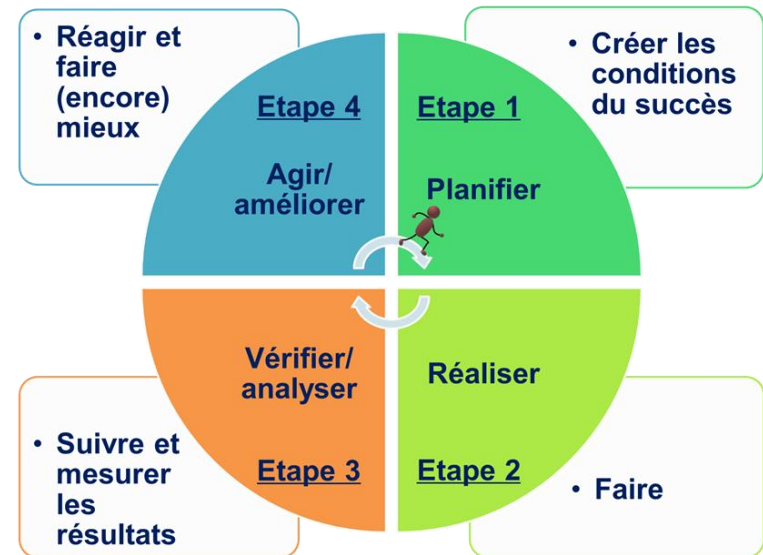 • Réagir et
faire
(encore)
mieux
Etape 4
Agir/
améliorer
Etape 1
Planifier
• Créer les
conditions
du succès
Vérifier/
analyser
Etape 3
• Suivre et
mesurer
les
résultats
Réaliser
Etape 2
• Faire